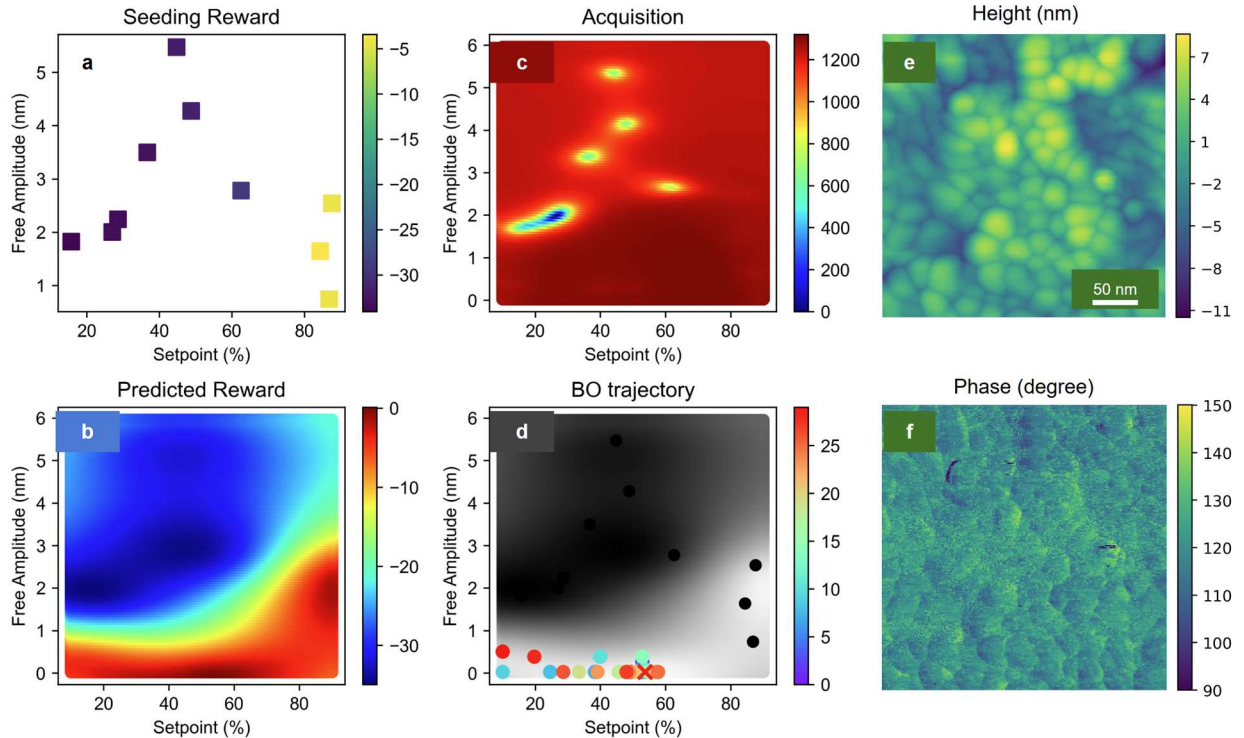 Seeding Reward
a
5
4
3
2
1
Free Amplitude (nm)
20 40 60 80
Setpoint (%)
−5
−10
−15
−20
−25
−30
Acquisition
c
6
5
4
3
2
1
0
Free Amplitude (nm)
20 40 60 80
Setpoint (%)
1200
1000
800
600
400
200
0
Height (nm)
e
50 nm
7
4
1
−2
−5
−8
−11
Predicted Reward
b
6
5
4
3
2
1
0
Free Amplitude (nm)
20 40 60 80
Setpoint (%)
0
−10
−20
−30
BO trajectory
d
6
5
4
3
2
1
0
Free Amplitude (nm)
20 40 60 80
Setpoint (%)
25
20
15
10
5
0
Phase (degree)
f
150
140
130
120
110
100
90